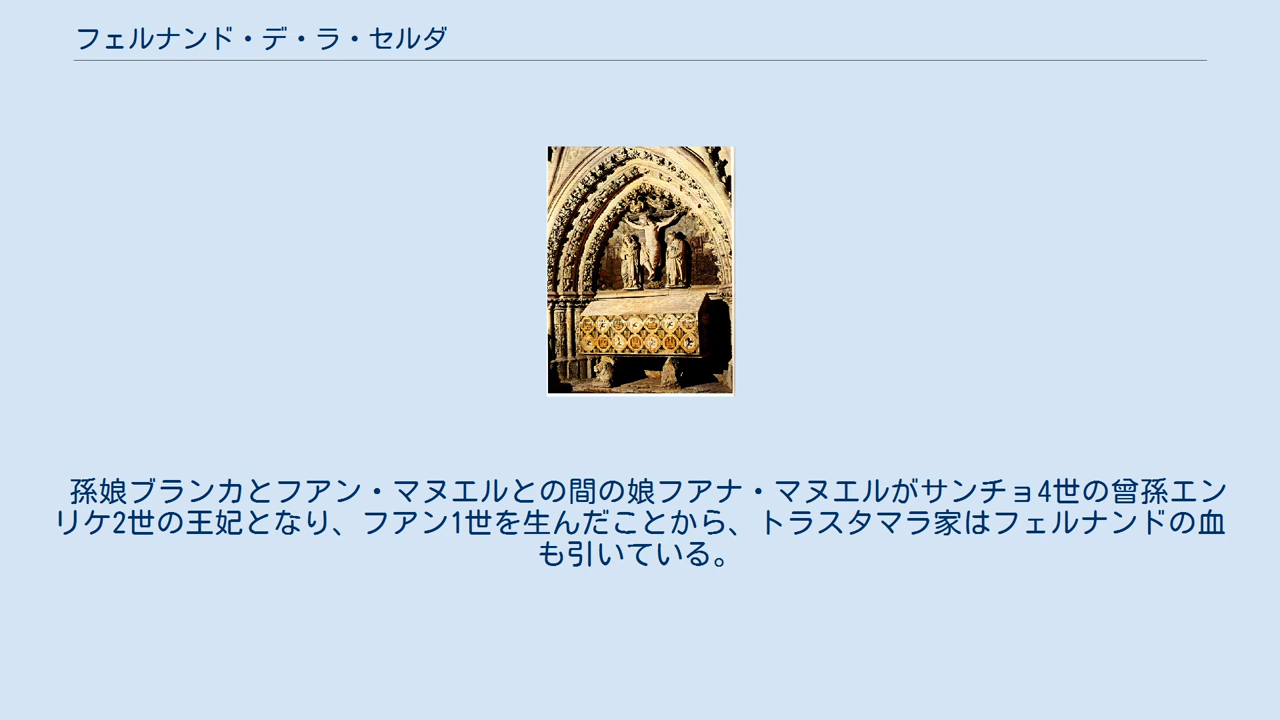 フェルナンド・デ・ラ・セルダ
孫娘ブランカとフアン・マヌエルとの間の娘フアナ・マヌエルがサンチョ4世の曾孫エン
リケ2世の王妃となり、フアン1世を生んだことから、トラスタマラ家はフェルナンドの血
も引いている。